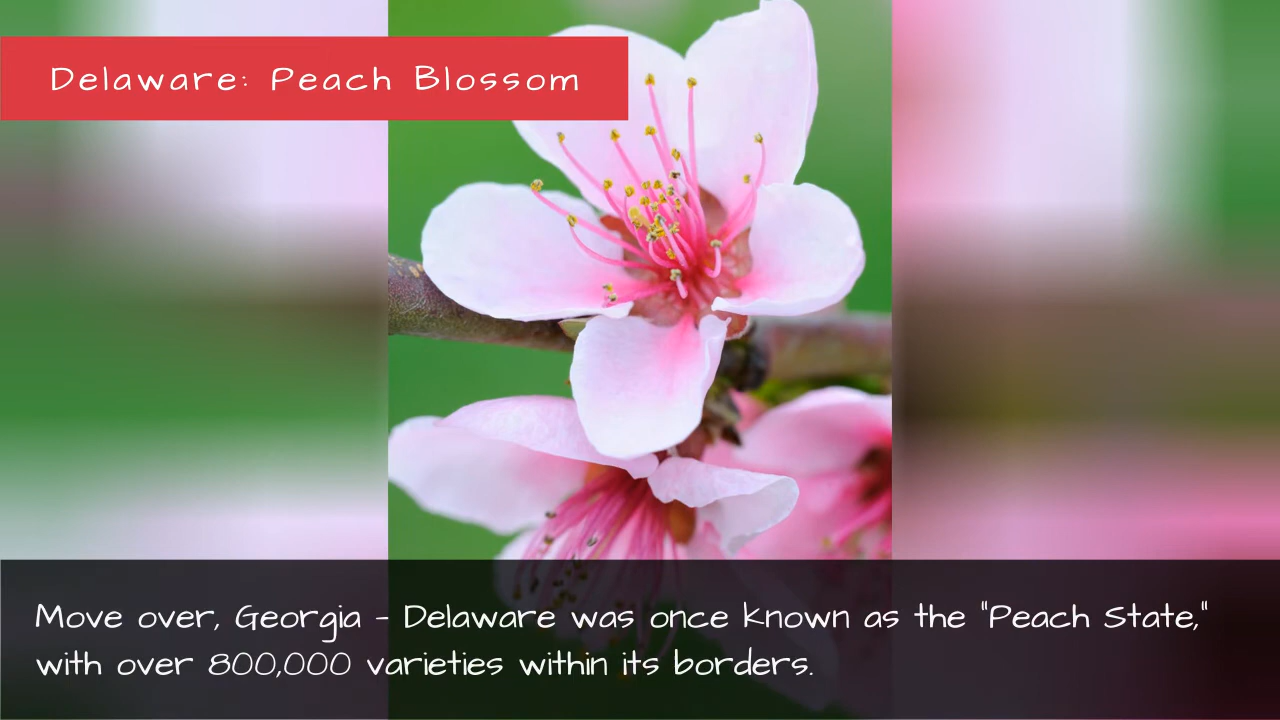 Delaware: Peach Blossom
Move over, Georgia - Delaware was once known as the "Peach State,"
with over 800,000 varieties within its borders.